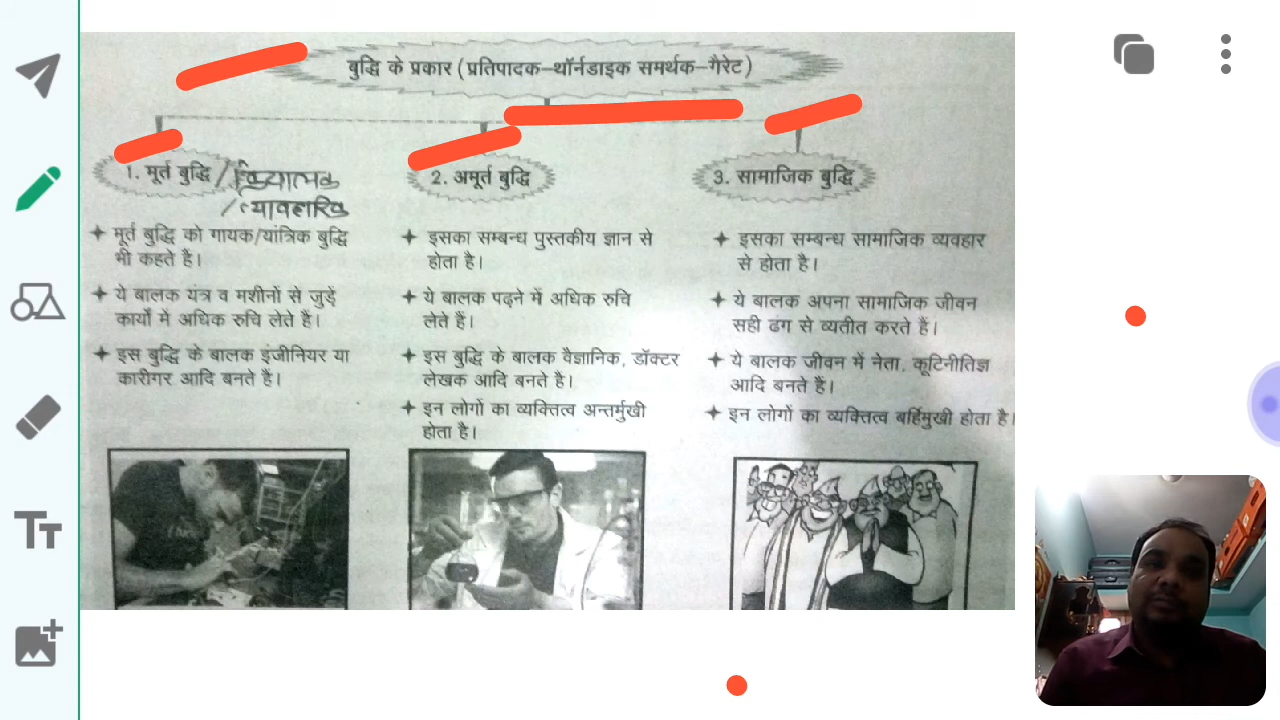 बुद्धि के प्रकार (प्रतिपादक–थॉर्नडाइक समर्थक–गैरेट)
1. मूर्त बुद्धि / क्रियात्मक
/ व्यावहारिक
2. अमूर्त बुद्धि
3. सामाजिक बुद्धि
मूर्त बुद्धि को गायक/यांत्रिक बुद्धि
भी कहते है।
ये बालक यंत्र व मशीनों से जुड़ें
कार्यों मे अधिक रुचि लेते हैं।
इस बुद्धि के बालक इंजीनियर या
कारीगर आदि बनते है।
इसका सम्बन्ध पुस्तकीय ज्ञान से
होता है।
ये बालक पढ़ने में अधिक रुचि
लेते हैं।
इस बुद्धि के बालक वैज्ञानिक, डॉक्टर
लेखक आदि बनते है।
इन लोगों का व्यक्तित्व अन्तर्मुखी
होता है।
इसका सम्बन्ध सामाजिक व्यवहार
से होता है।
ये बालक अपना सामाजिक जीवन
सही ढंग से व्यतीत करते हैं।
ये बालक जीवन में नेता, कूटिनीतिज्ञ
आदि बनते हैं।
इन लोगों का व्यक्तित्व बर्हिमुखी होता है।
TT